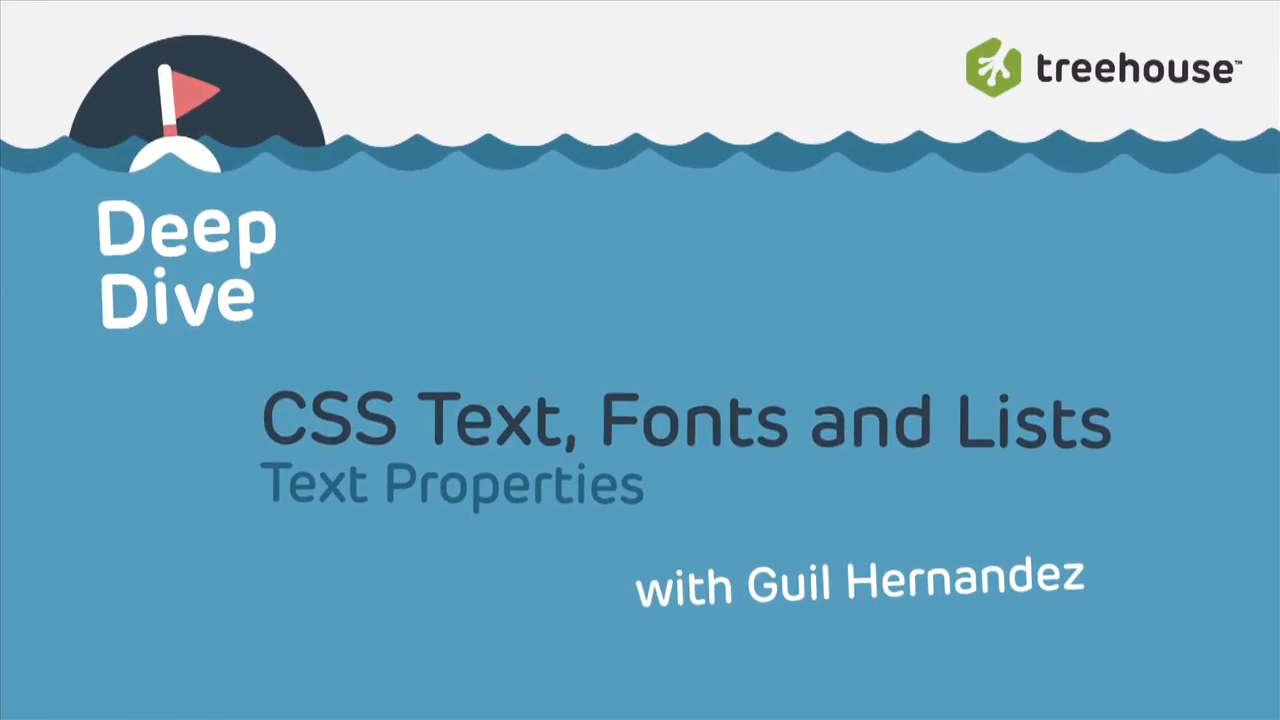 treehouse™
Deep
Dive
CSS Text, Fonts and Lists
Text Properties
with Guil Hernandez